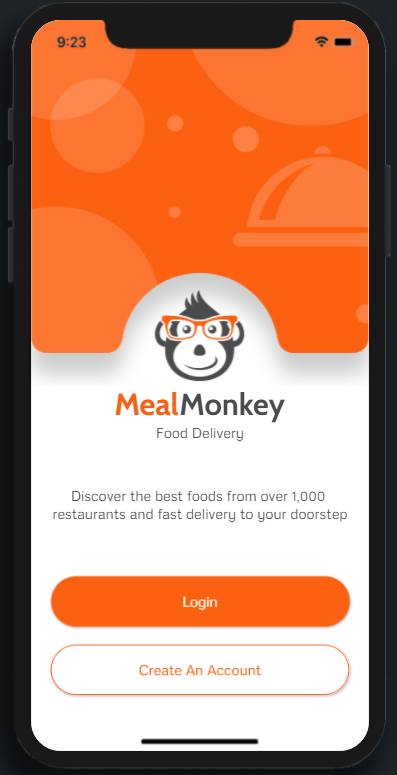 9:23
MealMonkey
Food Delivery
Discover the best foods from over 1,000
restaurants and fast delivery to your doorstep
Login
Create An Account